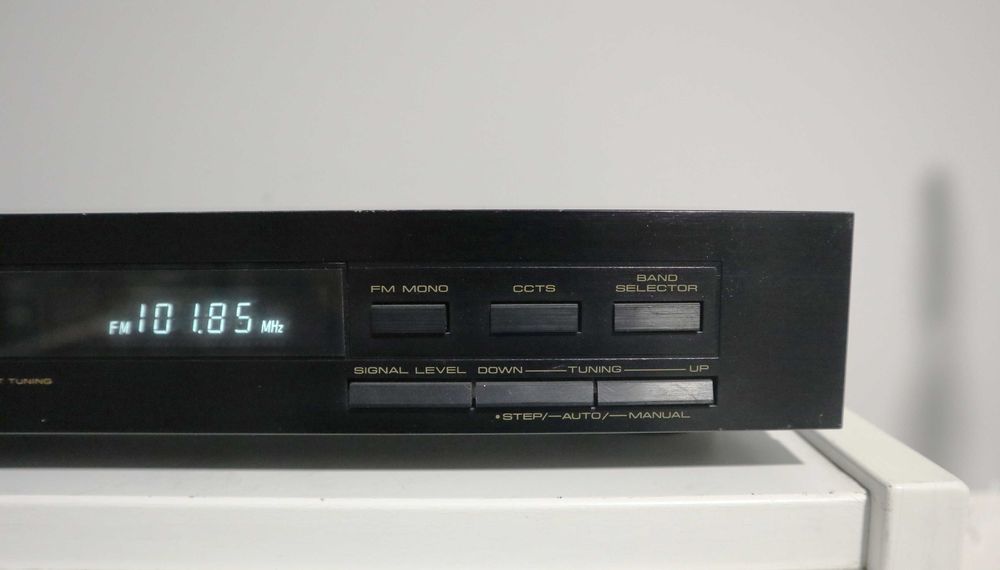 FM 101.85 MHz
T TUNING
FM MONO
CCTS
BAND
SELECTOR
SIGNAL LEVEL
DOWN — TUNING — UP
•STEP/—AUTO/—MANUAL